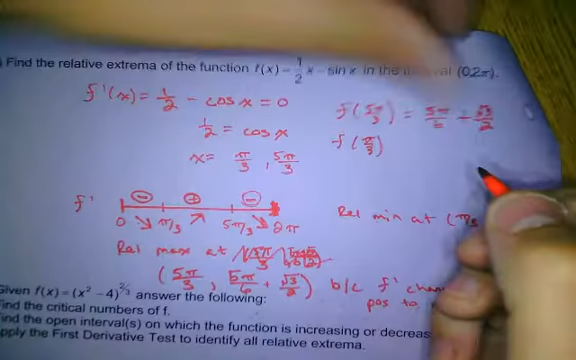 Find the relative extrema of the function f(x) = 1/2 x - sin x in the interval (0,2π).
f'(x) = 1/2 - cos x = 0
1/2 = cos x
x = π/3, 5π/3
f(5π/3) = 5π/6 + √3/2
f(π/3)
f'
0 π/3 5π/3 2π
Rel min at (π/3
Rel max at
(5π/3, 5π/6 + √3/2) b/c f'
pos to
Given f(x) = (x² - 4)^(2/3) answer the following:
Find the critical numbers of f.
Find the open interval(s) on which the function is increasing or
Apply the First Derivative Test to identify all relative extrema.